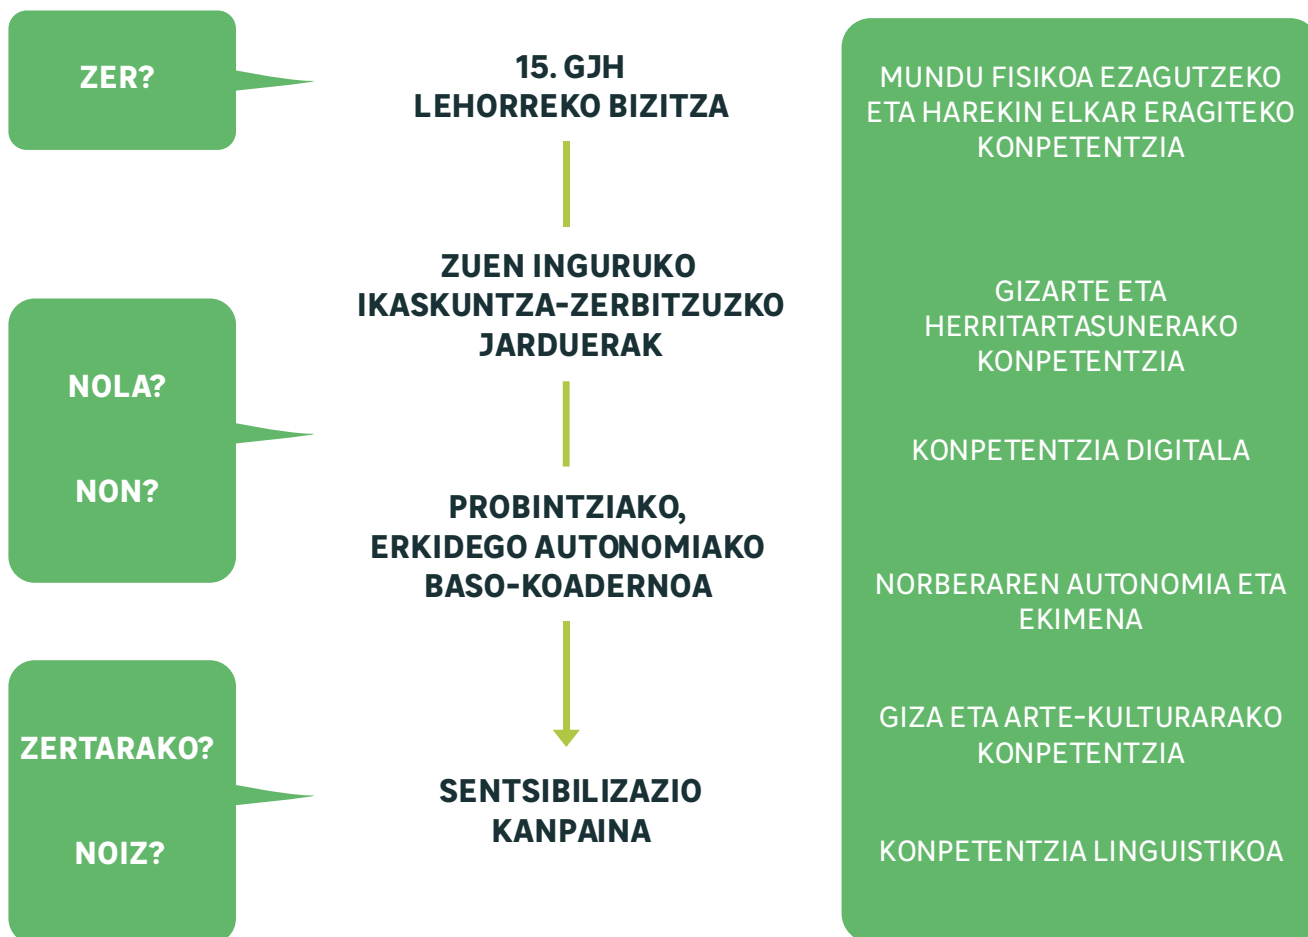 ZER?
15. GJH
LEHORREKO BIZITZA
ZUEN INGURUKO
IKASKUNTZA-ZERBITZUZKO
JARDUERAK
NOLA?
NON?
PROBINTZIAKO,
ERKIDEGO AUTONOMIAKO
BASO-KOADERNOA
ZERTARAKO?
NOIZ?
SENTSIBILIZAZIO
KANPAINA
MUNDU FISIKOA EZAGUTZEKO
ETA HAREKIN ELKAR ERAGITEKO
KONPETENTZIA
GIZARTE ETA
HERRITARTASUNERAKO
KONPETENTZIA
KONPETENTZIA DIGITALA
NORBERAREN AUTONOMIA ETA
EKIMENA
GIZA ETA ARTE-KULTURARAKO
KONPETENTZIA
KONPETENTZIA LINGUISTIKOA